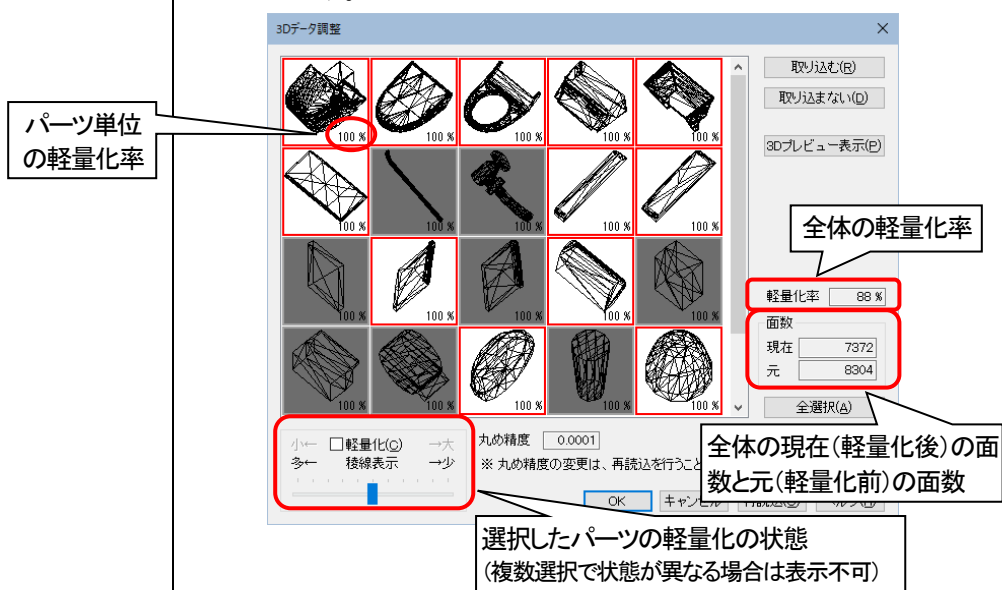 3Dデータ調整
取り込む(R)
取り込まない(D)
3Dプレビュー表示(P)
パーツ単位
の軽量化率
100 % 100 % 100 % 100 % 100 %
100 % 100 % 100 % 100 % 100 %
100 % 100 % 100 % 100 % 100 %
100 % 100 % 100 % 100 % 100 %
全体の軽量化率
軽量化率 88 %
面数
現在 7372
元 8304
全選択(A)
小← 軽量化(C) →大
多← 稜線表示 →少
丸め精度 0.0001
※ 丸め精度の変更は、再読込を行うこと
全体の現在(軽量化後)の面
数と元(軽量化前)の面数
OK
選択したパーツの軽量化の状態
(複数選択で状態が異なる場合は表示不可)